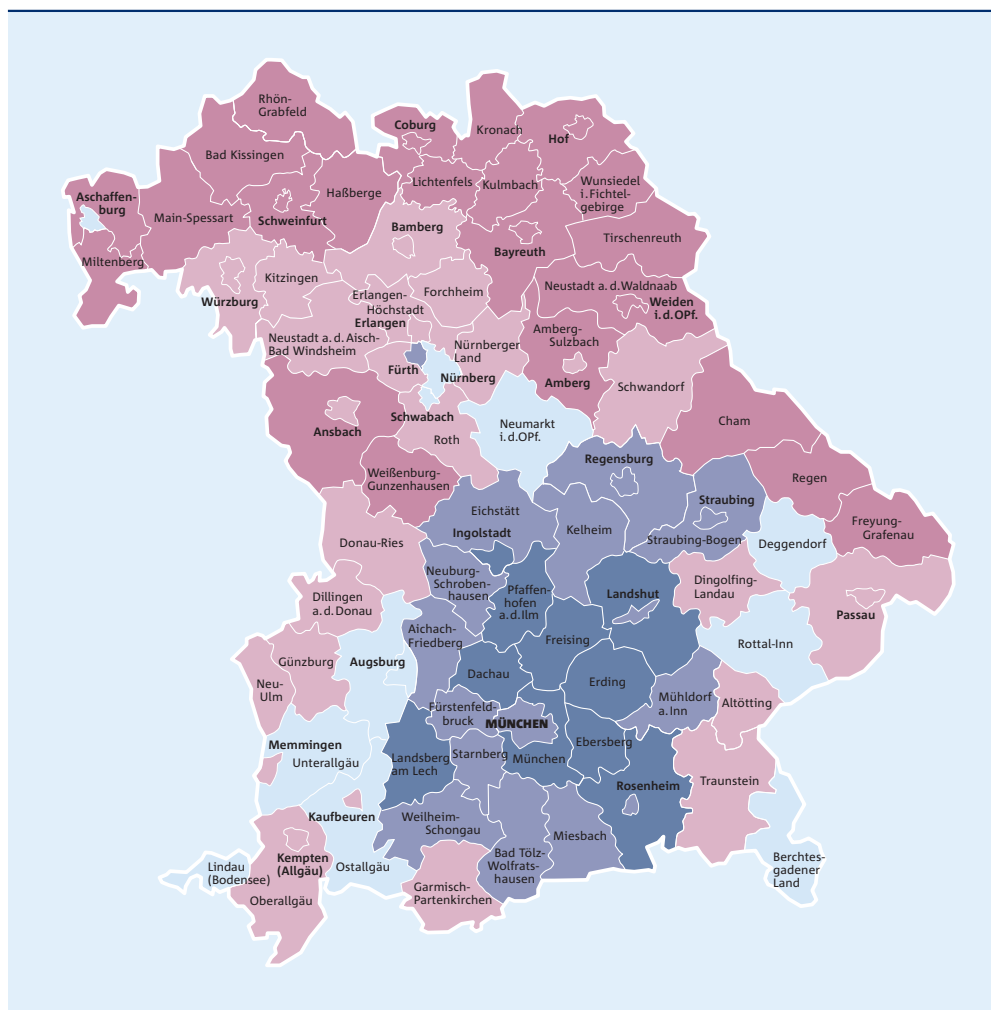 Rhön-
Grabfeld
Coburg
Kronach
Hof
Bad Kissingen
Lichtenfels
Kulmbach
Wunsiedel
i. Fichtel-
gebirge
Aschaffen-
burg
Main-Spessart
Haßberge
Schweinfurt
Bamberg
Bayreuth
Tirschenreuth
Miltenberg
Kitzingen
Würzburg
Erlangen-
Höchstadt
Erlangen
Forchheim
Neustadt a. d. Waldnaab
Weiden
i. d. OPf.
Neustadt a. d. Aisch-
Bad Windsheim
Nürnberger
Land
Amberg-
Sulzbach
Fürth
Nürnberg
Amberg
Schwandorf
Ansbach
Schwabach
Roth
Neumarkt
i. d. OPf.
Cham
Weißenburg-
Gunzenhausen
Regensburg
Regen
Eichstätt
Ingolstadt
Kelheim
Straubing
Straubing-Bogen
Freyung-
Grafenau
Donau-Ries
Deggendorf
Neuburg-
Schroben-
hausen
Pfaffen-
hofen
a. d. Ilm
Landshut
Dingolfing-
Landau
Dillingen
a. d. Donau
Passau
Aichach-
Friedberg
Freising
Rottal-Inn
Günzburg
Augsburg
Neu-
Ulm
Dachau
Erding
Mühldorf
a. Inn
Altötting
Fürstenfeld-
bruck
MÜNCHEN
Memmingen
Unterallgäu
Landsberg
am Lech
Starnberg
München
Ebersberg
Rosenheim
Traunstein
Kaufbeuren
Weilheim-
Schongau
Miesbach
Bad Tölz-
Wolfrats-
hausen
Kempten
(Allgäu)
Ostallgäu
Lindau
(Bodensee)
Oberallgäu
Garmisch-
Partenkirchen
Berchtes-
gadener
Land